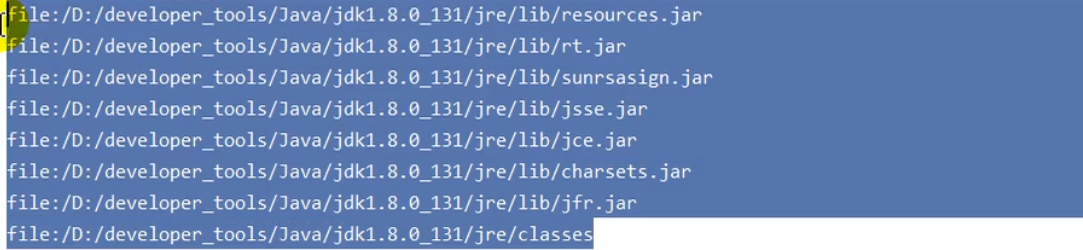 file:/D:/developer_tools/Java/jdk1.8.0_131/jre/lib/resources.jar
file:/D:/developer_tools/Java/jdk1.8.0_131/jre/lib/rt.jar
file:/D:/developer_tools/Java/jdk1.8.0_131/jre/lib/sunrsasign.jar
file:/D:/developer_tools/Java/jdk1.8.0_131/jre/lib/jsse.jar
file:/D:/developer_tools/Java/jdk1.8.0_131/jre/lib/jce.jar
file:/D:/developer_tools/Java/jdk1.8.0_131/jre/lib/charsets.jar
file:/D:/developer_tools/Java/jdk1.8.0_131/jre/lib/jfr.jar
file:/D:/developer_tools/Java/jdk1.8.0_131/jre/classes